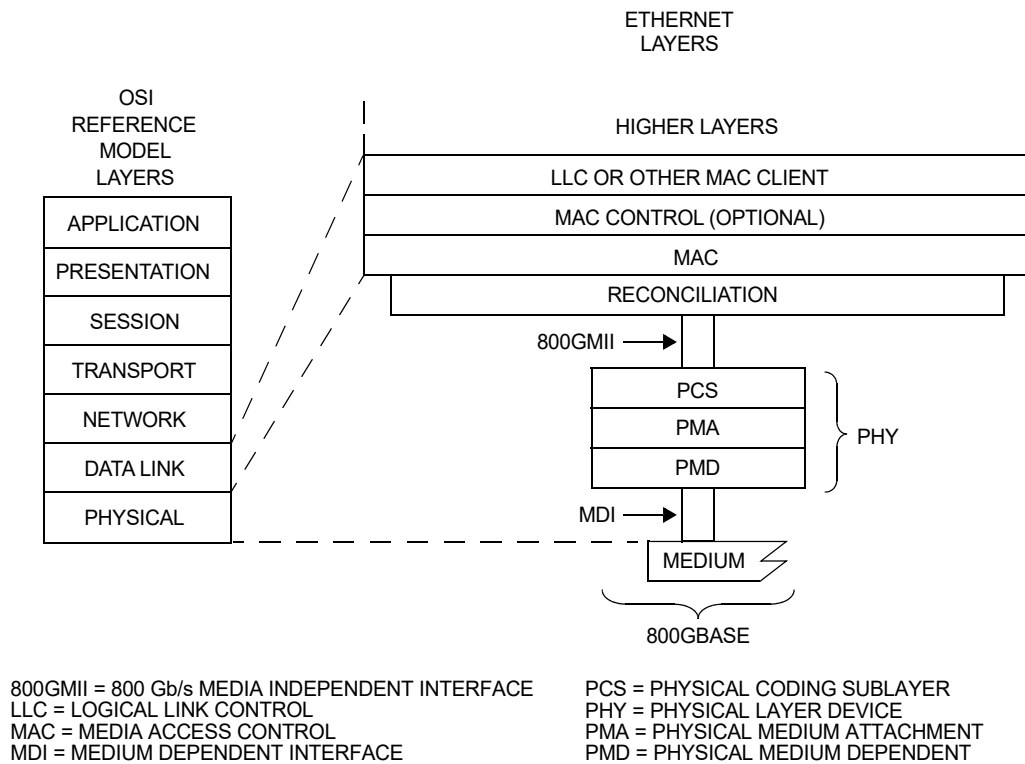 ETHERNET
LAYERS
OSI
REFERENCE
MODEL
LAYERS
APPLICATION
PRESENTATION
SESSION
TRANSPORT
NETWORK
DATA LINK
PHYSICAL
HIGHER LAYERS
LLC OR OTHER MAC CLIENT
MAC CONTROL (OPTIONAL)
MAC
RECONCILIATION
800GMII
PCS
PMA
PMD
PHY
MDI
MEDIUM
800GBASE
800GMII = 800 Gb/s MEDIA INDEPENDENT INTERFACE
LLC = LOGICAL LINK CONTROL
MAC = MEDIA ACCESS CONTROL
MDI = MEDIUM DEPENDENT INTERFACE
PCS = PHYSICAL CODING SUBLAYER
PHY = PHYSICAL LAYER DEVICE
PMA = PHYSICAL MEDIUM ATTACHMENT
PMD = PHYSICAL MEDIUM DEPENDENT